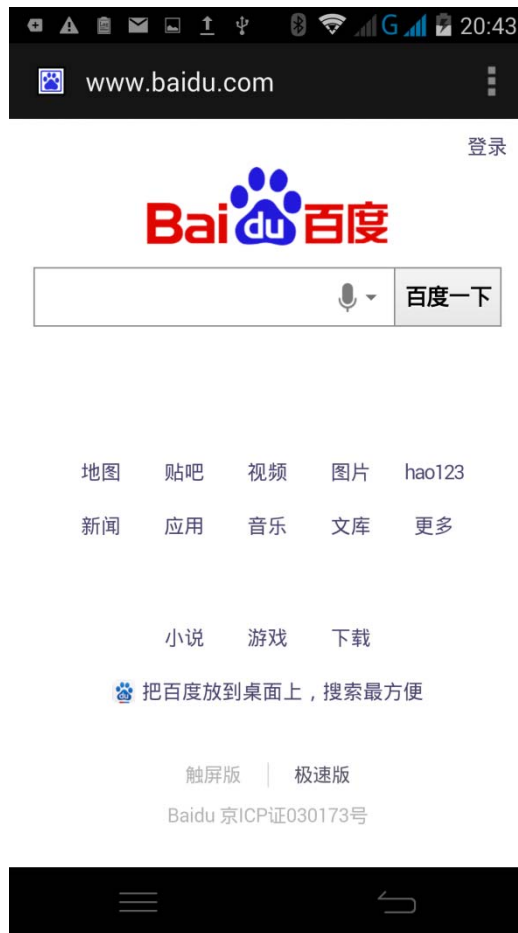 G 20:43
www.baidu.com
登录
Bai du 百度
百度一下
地图 贴吧 视频 图片 hao123
新闻 应用 音乐 文库 更多
小说 游戏 下载
把百度放到桌面上，搜索最方便
触屏版 极速版
Baidu 京ICP证030173号